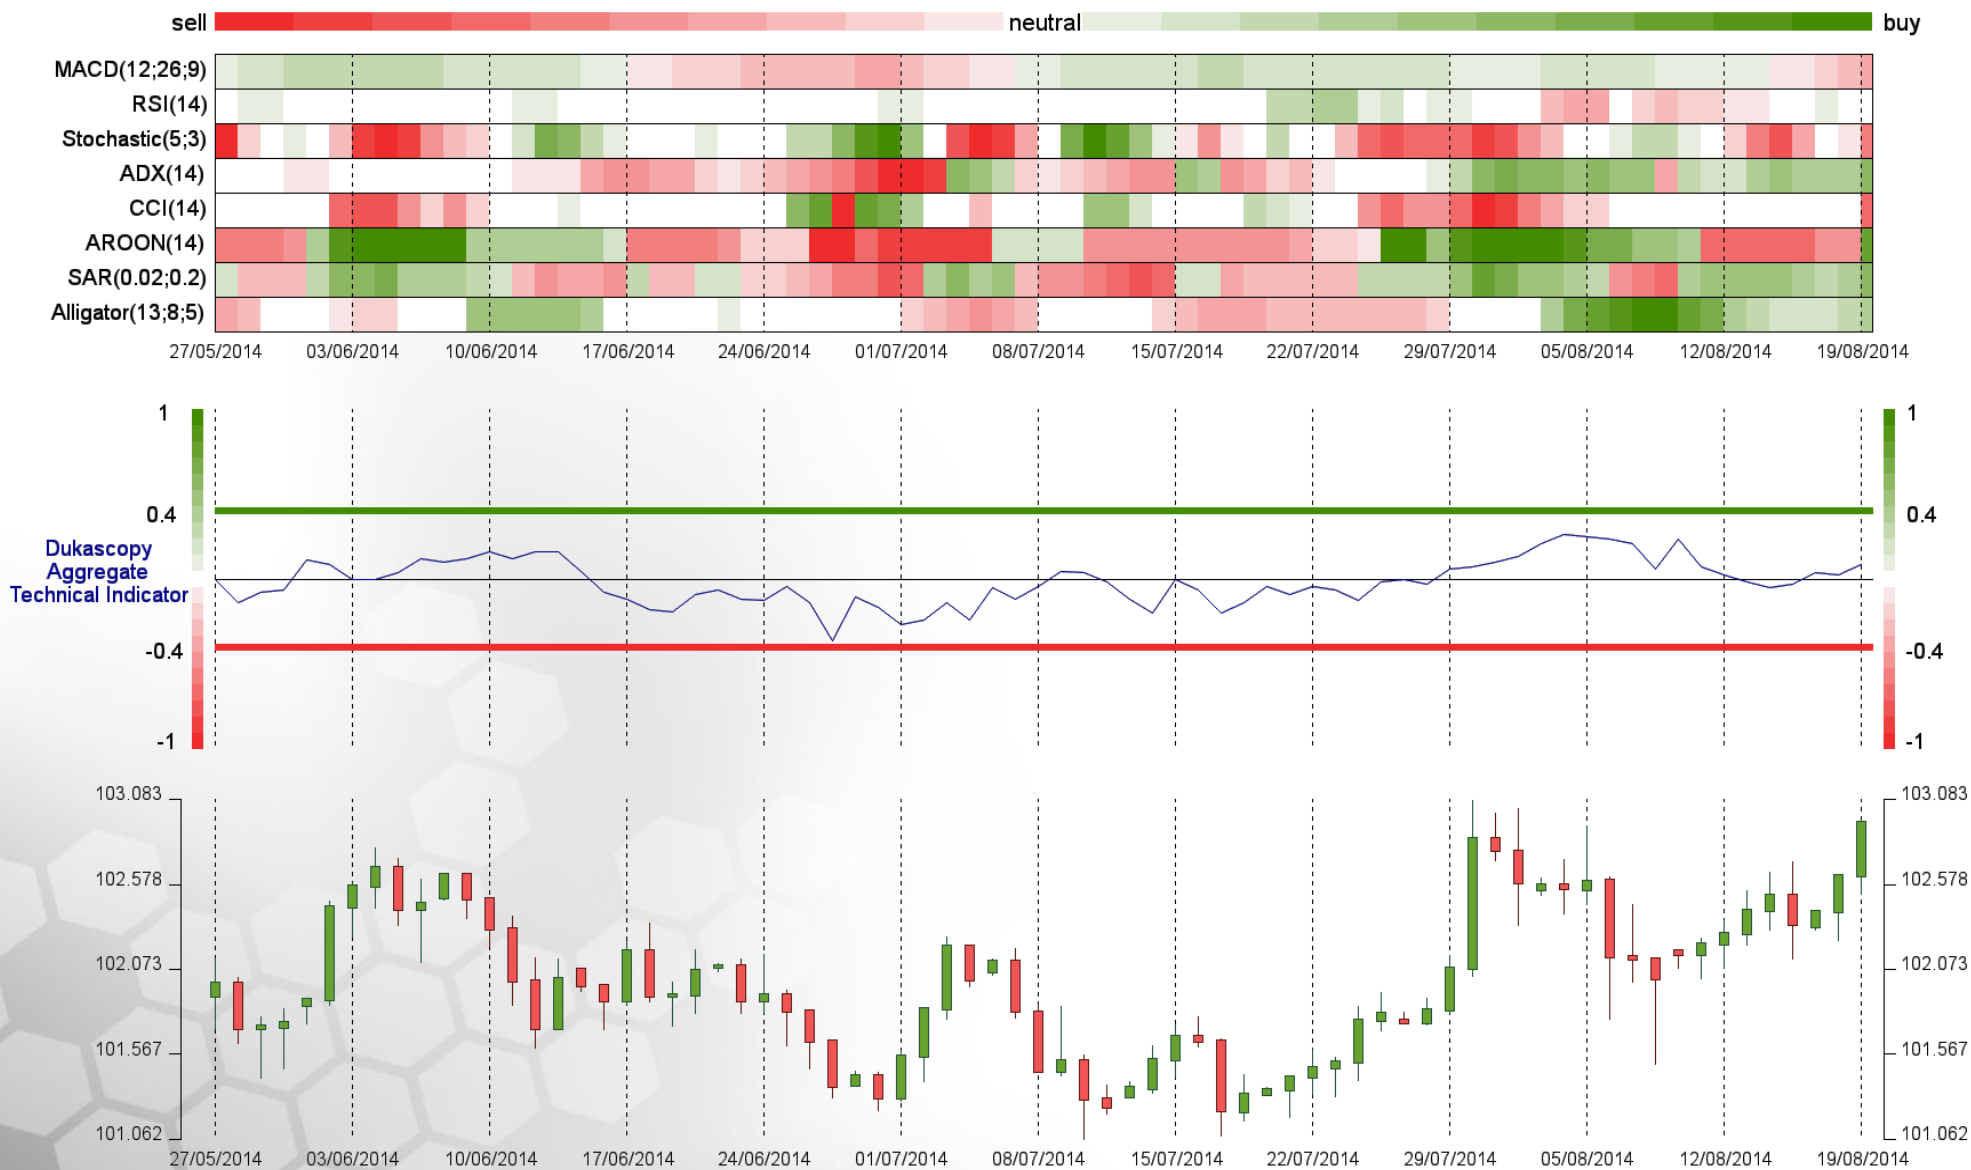 sell neutral buy
MACD(12;26;9)
RSI(14)
Stochastic(5;3)
ADX(14)
CCI(14)
AROON(14)
SAR(0.02;0.2)
Alligator(13;8;5)
27/05/2014 03/06/2014 10/06/2014 17/06/2014 24/06/2014 01/07/2014 08/07/2014 15/07/2014 22/07/2014 29/07/2014 05/08/2014 12/08/2014 19/08/2014
1 1
0.4 0.4
Dukascopy
Aggregate
Technical Indicator
-0.4 -0.4
-1 -1
103.083 103.083
102.578 102.578
102.073 102.073
101.567 101.567
101.062 101.062
27/05/2014 03/06/2014 10/06/2014 17/06/2014 24/06/2014 01/07/2014 08/07/2014 15/07/2014 22/07/2014 29/07/2014 05/08/2014 12/08/2014 19/08/2014